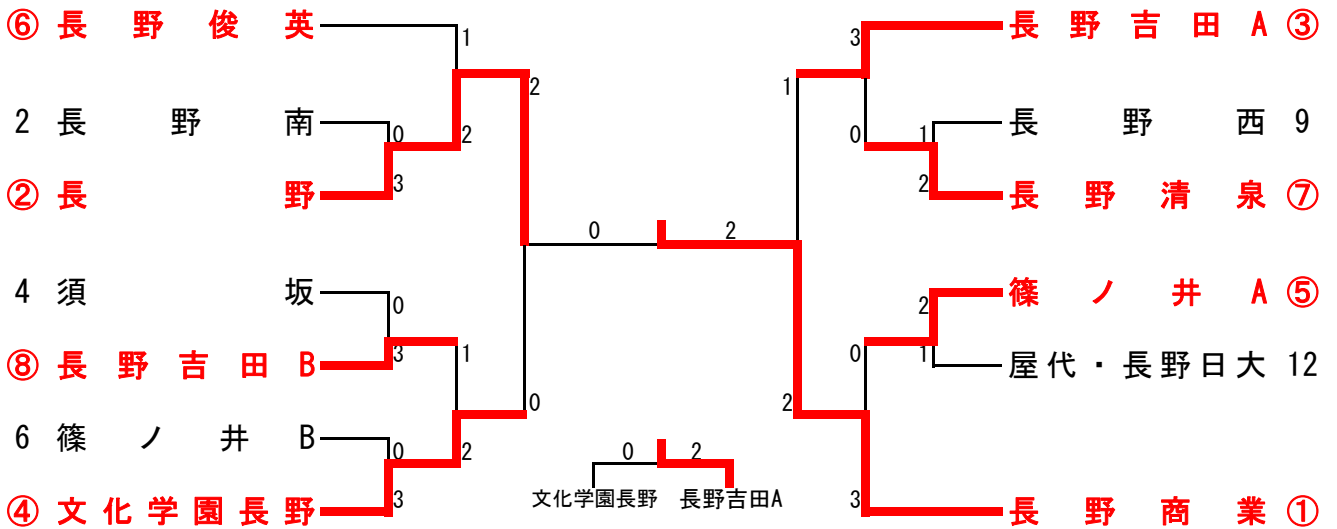 ⑥ 長野俊英
1
2
2 長野南
0
2
② 長野
3
4 須坂
0
⑧ 長野吉田B
3
1
0
6 篠ノ井B
0
2
④ 文化学園長野
3
0
2
長野吉田A ③
3
1
長野西 9
0
1
長野清泉 ⑦
2
篠ノ井A ⑤
2
0
屋代・長野日大 12
1
2
長野商業 ①
3
0
2
文化学園長野 長野吉田A